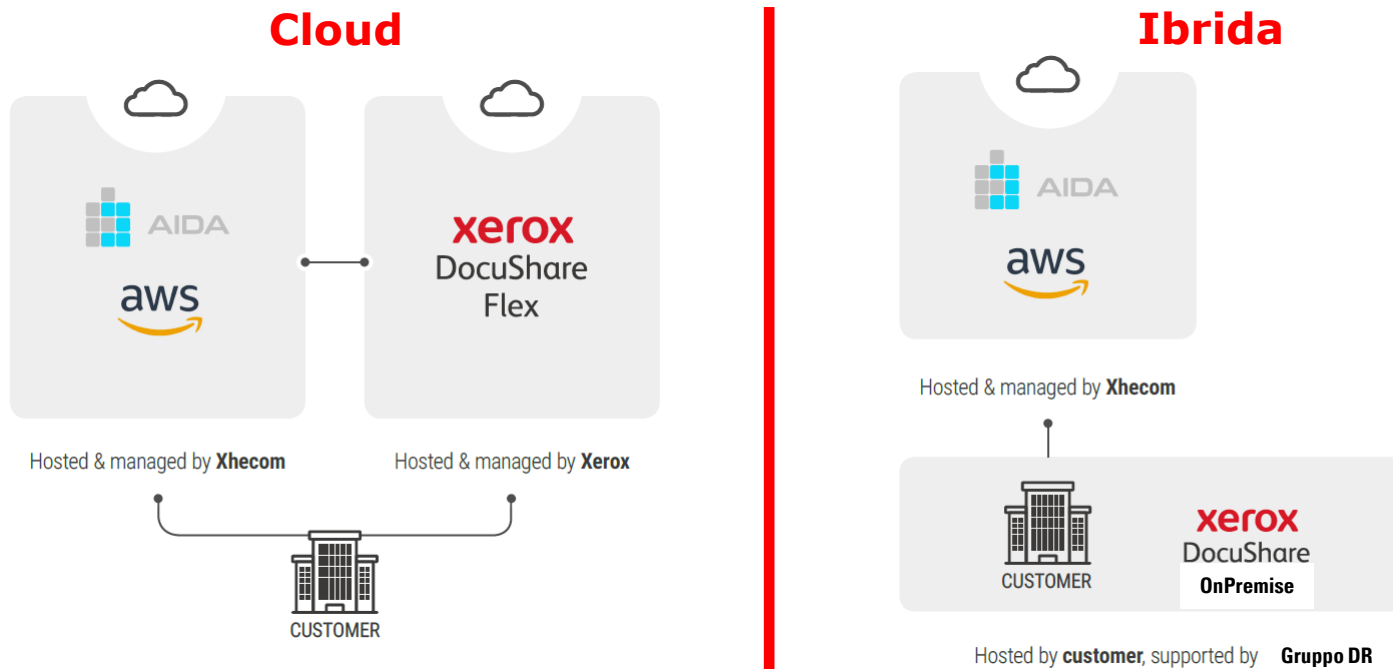 Cloud
AIDA
aws
xerox
DocuShare
Flex
Hosted & managed by Xhecom
Hosted & managed by Xerox
CUSTOMER
Ibrida
AIDA
aws
Hosted & managed by Xhecom
CUSTOMER
xerox
DocuShare
OnPremise
Hosted by customer, supported by Gruppo DR